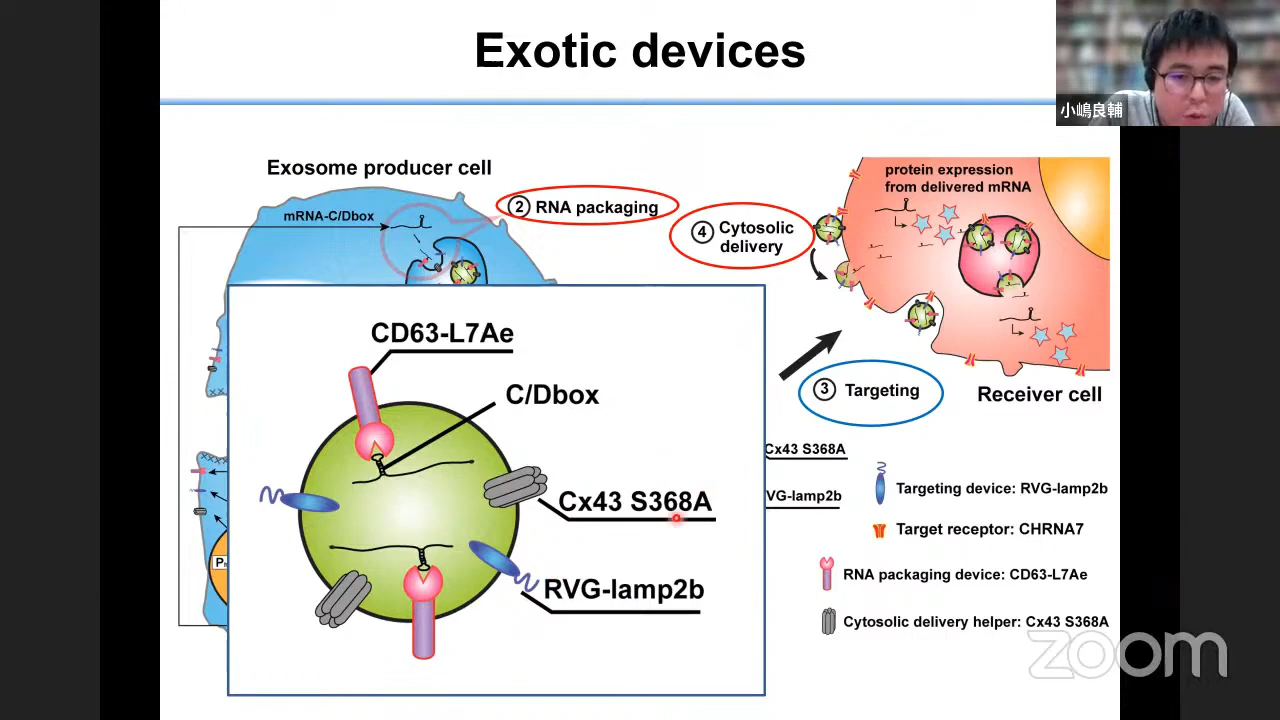 Exotic devices
小嶋良輔
Exosome producer cell
mRNA-C/Dbox
② RNA packaging
④ Cytosolic
delivery
protein expression
from delivered mRNA
③ Targeting
Receiver cell
CD63-L7Ae
C/Dbox
Cx43 S368A
RVG-lamp2b
Cx43 S368A
VG-lamp2b
Targeting device: RVG-lamp2b
Target receptor: CHRNA7
RNA packaging device: CD63-L7Ae
Cytosolic delivery helper: Cx43 S368A
zoom